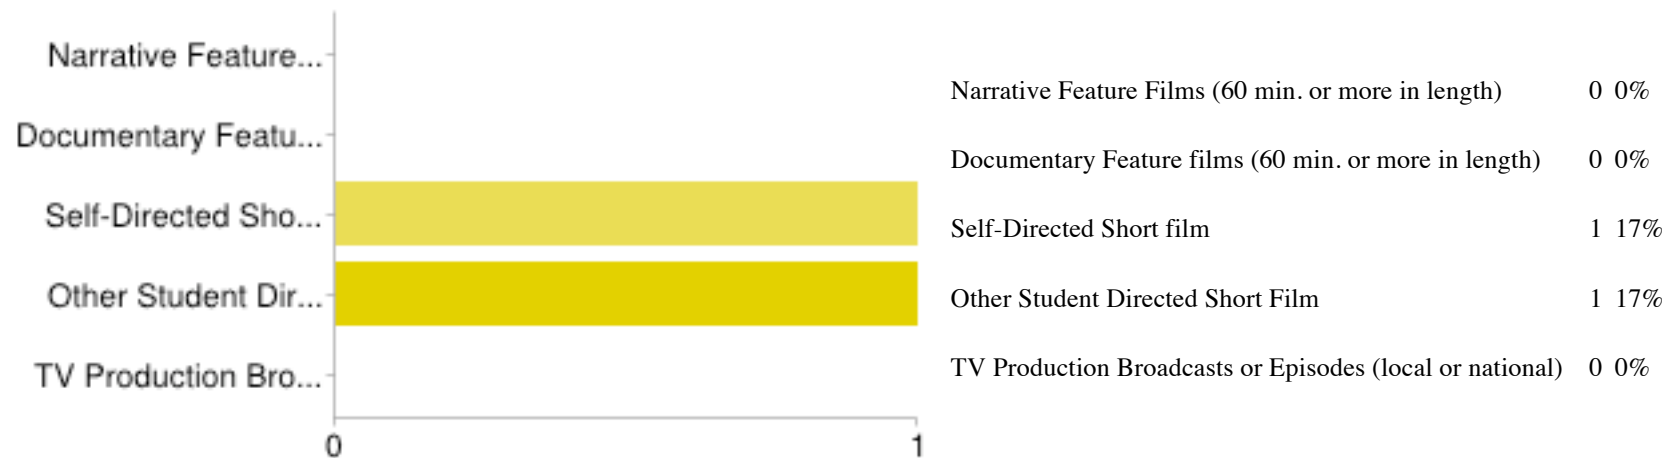 Narrative Feature...
Documentary Featu...
Self-Directed Sho...
Other Student Dir...
TV Production Bro...
0 1
Narrative Feature Films (60 min. or more in length) 0 0%
Documentary Feature films (60 min. or more in length) 0 0%
Self-Directed Short film 1 17%
Other Student Directed Short Film 1 17%
TV Production Broadcasts or Episodes (local or national) 0 0%